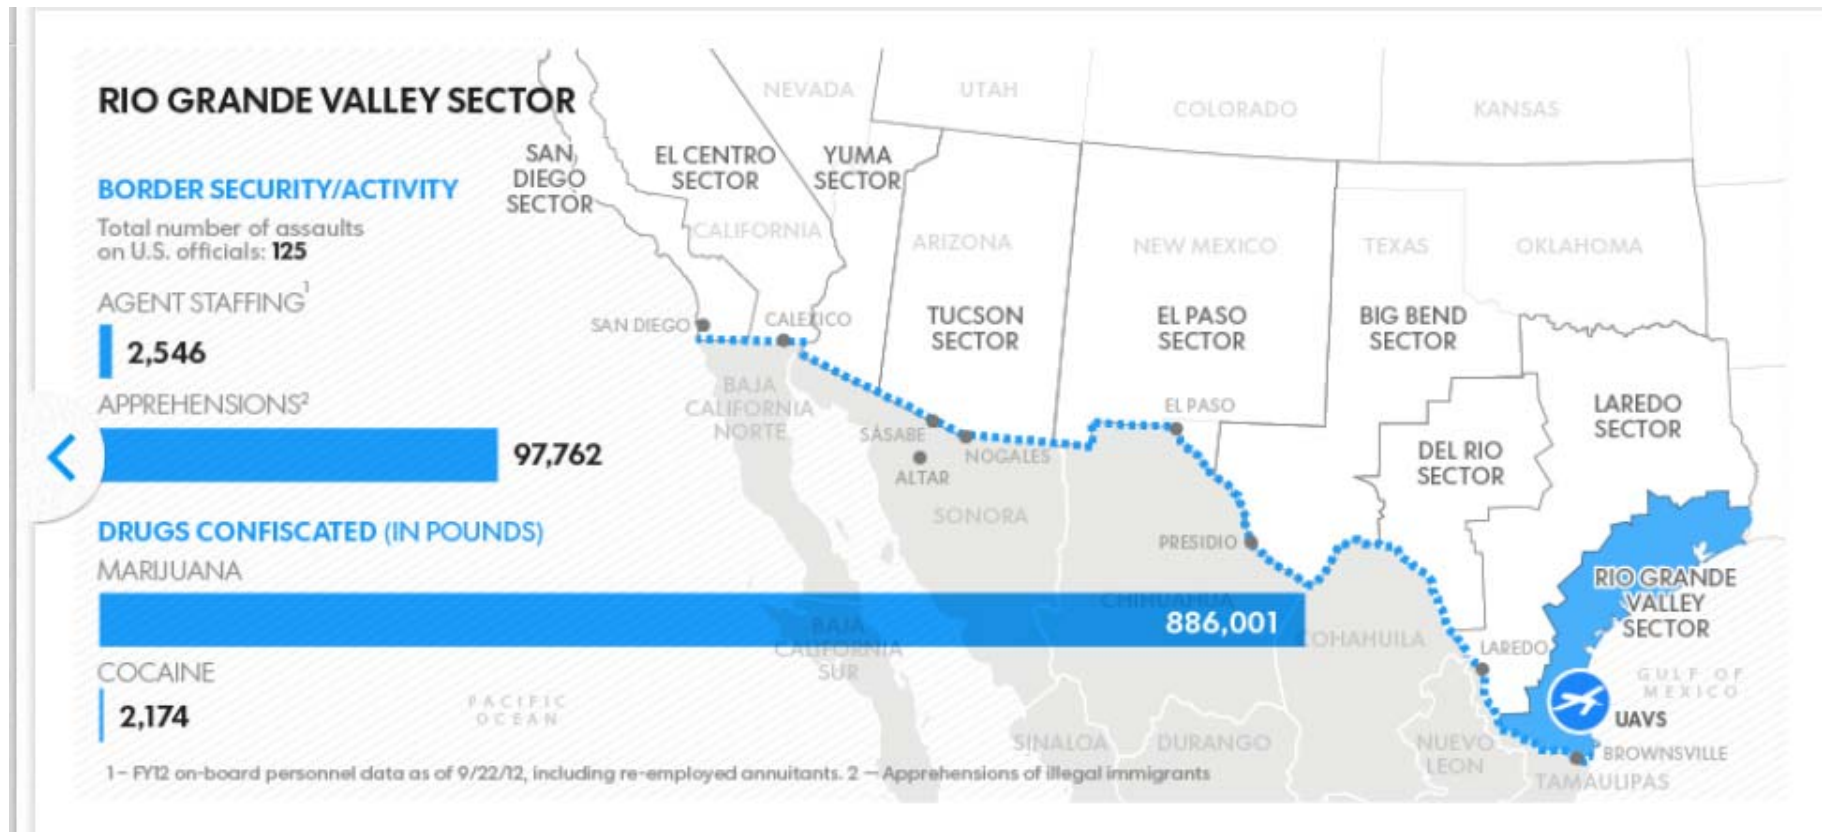 RIO GRANDE VALLEY SECTOR
BORDER SECURITY/ACTIVITY
Total number of assaults
on U.S. officials: 125
AGENT STAFFING1
2,546
APPREHENSIONS2
97,762
DRUGS CONFISCATED (IN POUNDS)
MARIJUANA
886,001
COCAINE
2,174
1 – FY12 on-board personnel data as of 9/22/12, including re-employed annuitants. 2 — Apprehensions of illegal immigrants
NEVADA
UTAH
COLORADO
KANSAS
SAN
DIEGO
SECTOR
EL CENTRO
SECTOR
YUMA
SECTOR
CALIFORNIA
ARIZONA
NEW MEXICO
TEXAS
OKLAHOMA
SAN DIEGO
CALEXICO
TUCSON
SECTOR
EL PASO
SECTOR
BIG BEND
SECTOR
BAJA
CALIFORNIA
NORTE
SÁSABE
NOGALES
ALTAR
SONORA
EL PASO
DEL RIO
SECTOR
LAREDO
SECTOR
PRESIDIO
CHIHUAHUA
COHAHUILA
LAREDO
RIO GRANDE
VALLEY
SECTOR
GULF OF
MEXICO
UAVS
BROWNSVILLE
BAJA
CALIFORNIA
SUR
PACIFIC
OCEAN
SINALOA
DURANGO
NUEVO
LEON
TAMAULIPAS